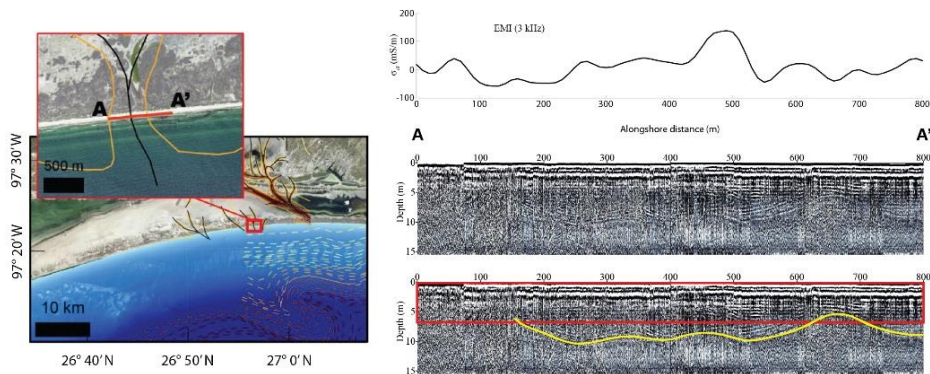 A
A'
500 m
97° 30' W
97° 20' W
10 km
26° 40' N
26° 50' N
27° 0' N
EMI (3 kHz)
σa (mS/m)
200
100
0
-100
0 100 200 300 400 500 600 700 800
Alongshore distance (m)
A
A'
0 100 200 300 400 500 600 700 800
Depth (m)
0
5
10
15
0 100 200 300 400 500 600 700 800
Depth (m)
0
5
10
15